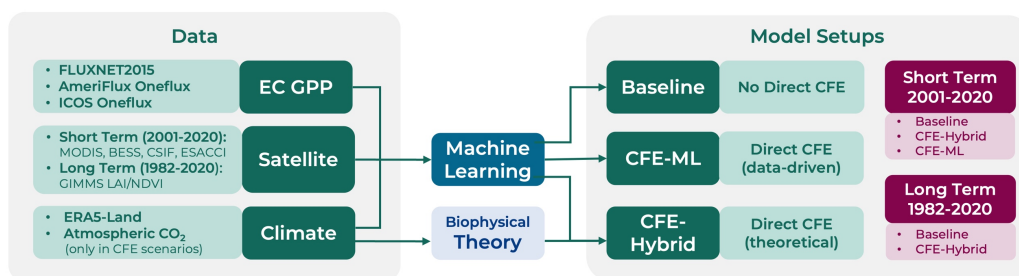 Data
• FLUXNET2015
• AmeriFlux Oneflux
• ICOS Oneflux
EC GPP
• Short Term (2001-2020):
MODIS, BESS, CSIF, ESACCI
• Long Term (1982-2020):
GIMMS LAI/NDVI
Satellite
• ERA5-Land
• Atmospheric CO₂
(only in CFE scenarios)
Climate
Machine
Learning
Biophysical
Theory
Model Setups
Baseline
No Direct CFE
CFE-ML
Direct CFE
(data-driven)
CFE-
Hybrid
Direct CFE
(theoretical)
Short Term
2001-2020
• Baseline
• CFE-Hybrid
• CFE-ML
Long Term
1982-2020
• Baseline
• CFE-Hybrid